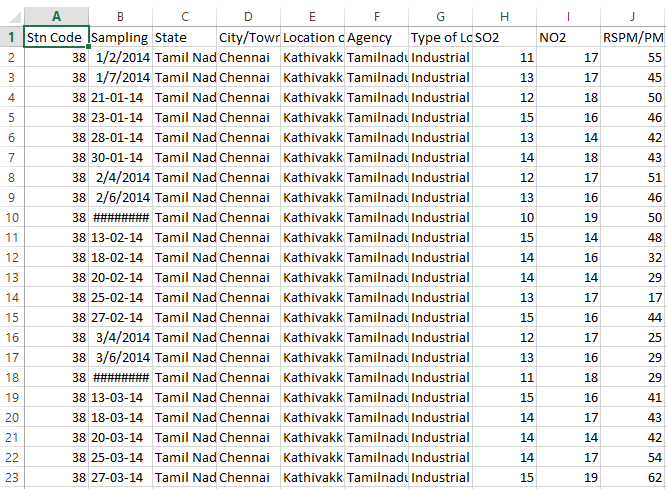 A B C D E F G H I J
1 Stn Code Sampling State City/Town Location o Agency Type of Lo SO2 NO2 RSPM/PM
2 38 1/2/2014 Tamil Nad Chennai Kathivakk Tamilnadu Industrial 11 17 55
3 38 1/7/2014 Tamil Nad Chennai Kathivakk Tamilnadu Industrial 13 17 45
4 38 21-01-14 Tamil Nad Chennai Kathivakk Tamilnadu Industrial 12 18 50
5 38 23-01-14 Tamil Nad Chennai Kathivakk Tamilnadu Industrial 15 16 46
6 38 28-01-14 Tamil Nad Chennai Kathivakk Tamilnadu Industrial 13 14 42
7 38 30-01-14 Tamil Nad Chennai Kathivakk Tamilnadu Industrial 14 18 43
8 38 2/4/2014 Tamil Nad Chennai Kathivakk Tamilnadu Industrial 12 17 51
9 38 2/6/2014 Tamil Nad Chennai Kathivakk Tamilnadu Industrial 13 16 46
10 38 ######## Tamil Nad Chennai Kathivakk Tamilnadu Industrial 10 19 50
11 38 13-02-14 Tamil Nad Chennai Kathivakk Tamilnadu Industrial 15 14 48
12 38 18-02-14 Tamil Nad Chennai Kathivakk Tamilnadu Industrial 14 16 32
13 38 20-02-14 Tamil Nad Chennai Kathivakk Tamilnadu Industrial 14 14 29
14 38 25-02-14 Tamil Nad Chennai Kathivakk Tamilnadu Industrial 13 17 17
15 38 27-02-14 Tamil Nad Chennai Kathivakk Tamilnadu Industrial 15 16 44
16 38 3/4/2014 Tamil Nad Chennai Kathivakk Tamilnadu Industrial 12 17 25
17 38 3/6/2014 Tamil Nad Chennai Kathivakk Tamilnadu Industrial 13 16 29
18 38 ######## Tamil Nad Chennai Kathivakk Tamilnadu Industrial 11 18 29
19 38 13-03-14 Tamil Nad Chennai Kathivakk Tamilnadu Industrial 15 16 41
20 38 18-03-14 Tamil Nad Chennai Kathivakk Tamilnadu Industrial 14 17 43
21 38 20-03-14 Tamil Nad Chennai Kathivakk Tamilnadu Industrial 14 14 42
22 38 25-03-14 Tamil Nad Chennai Kathivakk Tamilnadu Industrial 14 17 54
23 38 27-03-14 Tamil Nad Chennai Kathivakk Tamilnadu Industrial 15 19 62